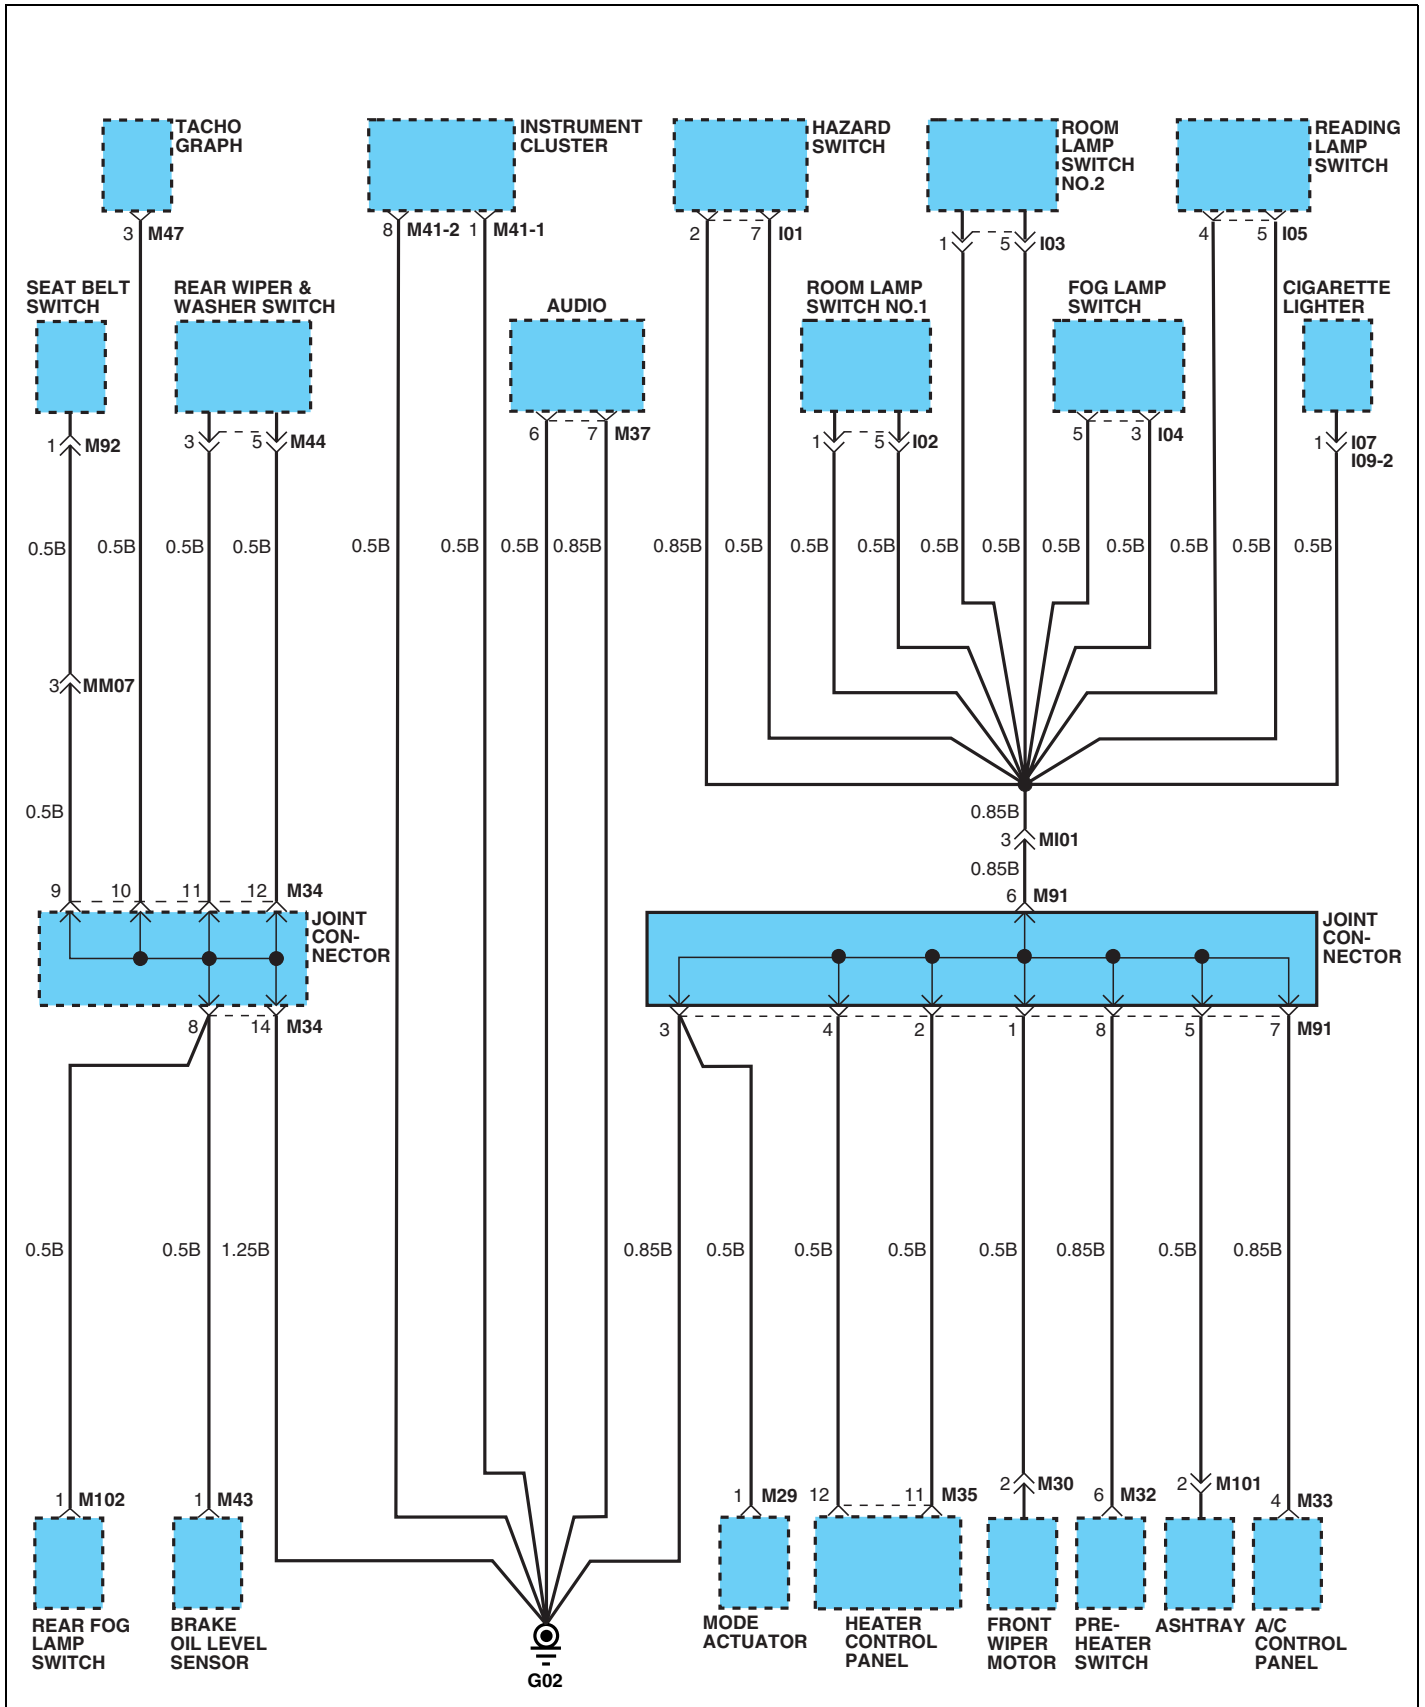 TACHO
GRAPH
INSTRUMENT
CLUSTER
HAZARD
SWITCH
ROOM
LAMP
SWITCH
NO.2
READING
LAMP
SWITCH
3 M47
8 M41-2 1 M41-1
2 7 I01
1 5 I03
4 5 I05
SEAT BELT
SWITCH
REAR WIPER &
WASHER SWITCH
AUDIO
ROOM LAMP
SWITCH NO.1
FOG LAMP
SWITCH
CIGARETTE
LIGHTER
1 M92
3 5 M44
6 7 M37
1 5 I02
5 3 I04
1 I07
I09-2
0.5B 0.5B 0.5B 0.5B 0.5B 0.5B 0.5B 0.85B 0.85B 0.5B 0.5B 0.5B 0.5B 0.5B 0.5B 0.5B 0.5B 0.5B 0.5B
3 MM07
0.5B
0.85B
3 MI01
0.85B
9 10 11 12 M34
6 M91
JOINT
CON-
NECTOR
JOINT
CON-
NECTOR
8 14 M34
3 4 2 1 8 5 7 M91
0.5B 0.5B 1.25B 0.85B 0.5B 0.5B 0.5B 0.5B 0.85B 0.5B 0.85B
1 M102
1 M43
1 M29
12 11 M35
2 M30
6 M32
2 M101
4 M33
REAR FOG
LAMP
SWITCH
BRAKE
OIL LEVEL
SENSOR
G02
MODE
ACTUATOR
HEATER
CONTROL
PANEL
FRONT
WIPER
MOTOR
PRE-
HEATER
SWITCH
ASHTRAY
A/C
CONTROL
PANEL